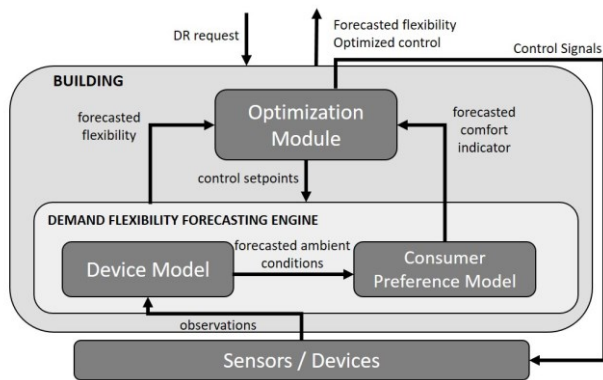 DR request
Forecasted flexibility
Optimized control
Control Signals
BUILDING
forecasted
flexibility
Optimization
Module
forecasted
comfort
indicator
control setpoints
DEMAND FLEXIBILITY FORECASTING ENGINE
Device Model
forecasted ambient
conditions
Consumer
Preference Model
observations
Sensors / Devices